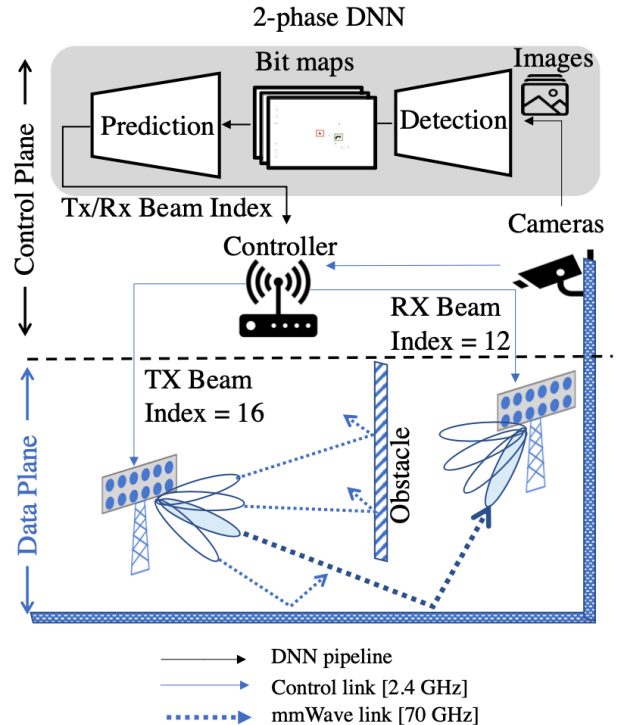 2-phase DNN
Bit maps
Images
Prediction
Detection
Tx/Rx Beam Index
Cameras
Control Plane
Controller
RX Beam
Index = 12
TX Beam
Index = 16
Obstacle
Data Plane
DNN pipeline
Control link [2.4 GHz]
mmWave link [70 GHz]